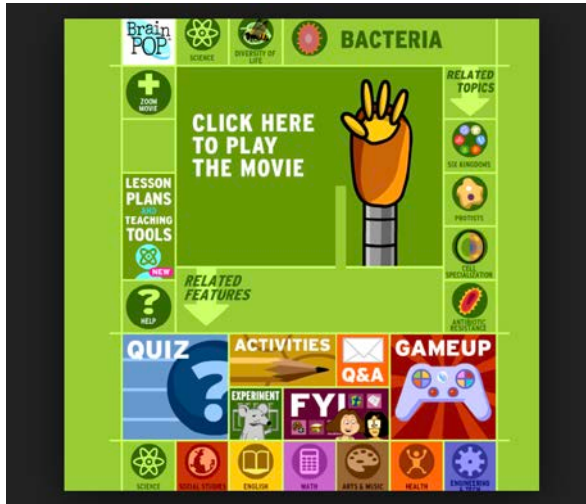 Brain
POP
SCIENCE
DIVERSITY OF
LIFE
BACTERIA
ZOOM
MOVIE
CLICK HERE
TO PLAY
THE MOVIE
RELATED
TOPICS
SIX KINGDOMS
PROTISTS
CELL
SPECIALIZATION
ANTIBIOTIC
RESISTANCE
LESSON
PLANS
AND
TEACHING
TOOLS
NEW
HELP
RELATED
FEATURES
QUIZ
ACTIVITIES
Q&A
GAMEUP
EXPERIMENT
FYI
SCIENCE
SOCIAL STUDIES
ENGLISH
MATH
ARTS & MUSIC
HEALTH
ENGINEERING
& TECH